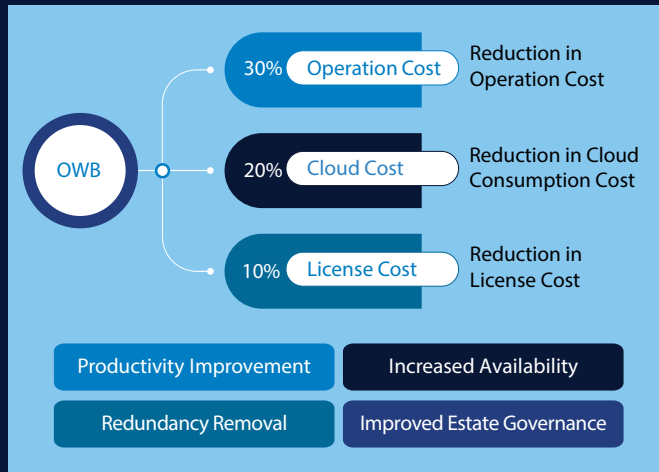 OWB
30% Operation Cost
Reduction in
Operation Cost
20% Cloud Cost
Reduction in Cloud
Consumption Cost
10% License Cost
Reduction in
License Cost
Productivity Improvement
Increased Availability
Redundancy Removal
Improved Estate Governance